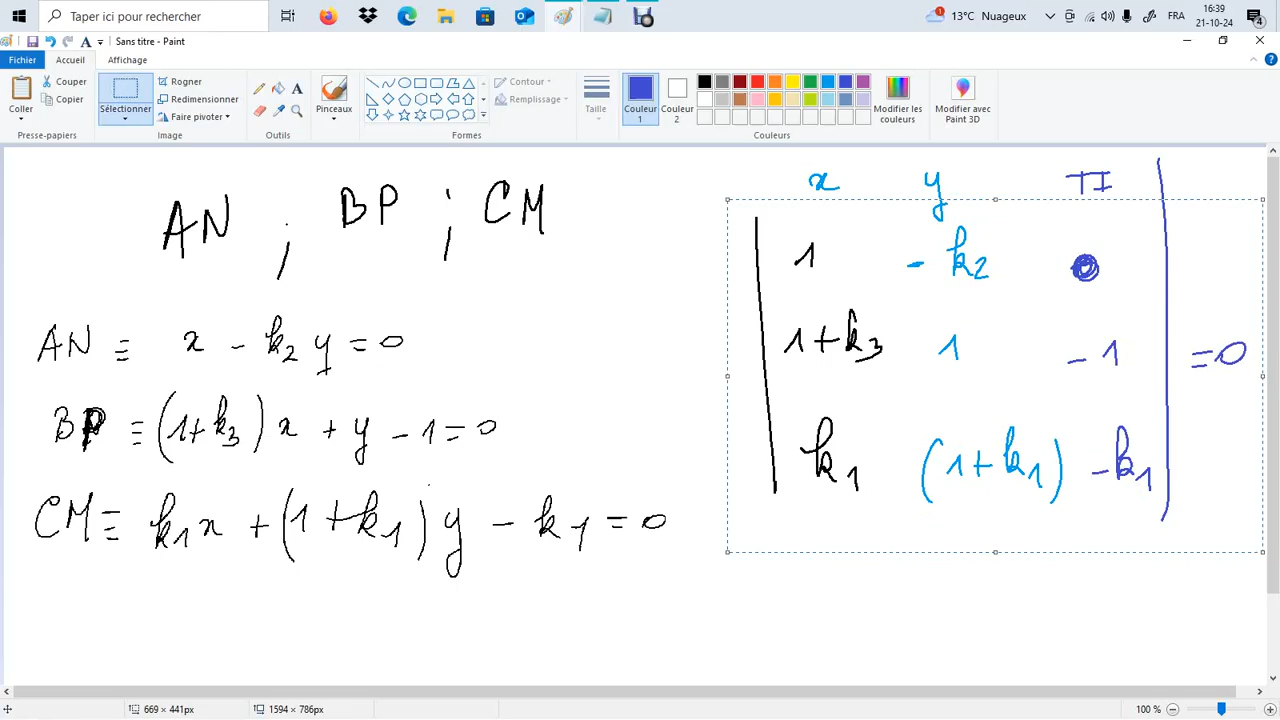 Taper ici pour rechercher
13°C Nuageux
FRA
16:39
21-10-24
4
Sans titre - Paint
Fichier Accueil Affichage
Coller
Couper
Copier
Presse-papiers
Sélectionner
Rogner
Redimensionner
Faire pivoter
Image
A
Outils
Pinceaux
Contour
Remplissage
Formes
Taille
Couleur 1
Couleur 2
Couleurs
Modifier les couleurs
Modifier avec Paint 3D
AN ; BP ; CM
AN ≡ x - k2 y = 0
BP ≡ (1+k3) x + y - 1 = 0
CM ≡ k1 x + (1+k1) y - k1 = 0
x y TI
1 - k2 0
1+k3 1 -1 = 0
k1 (1+k1) -k1
669 × 441px
1594 × 786px
100 %